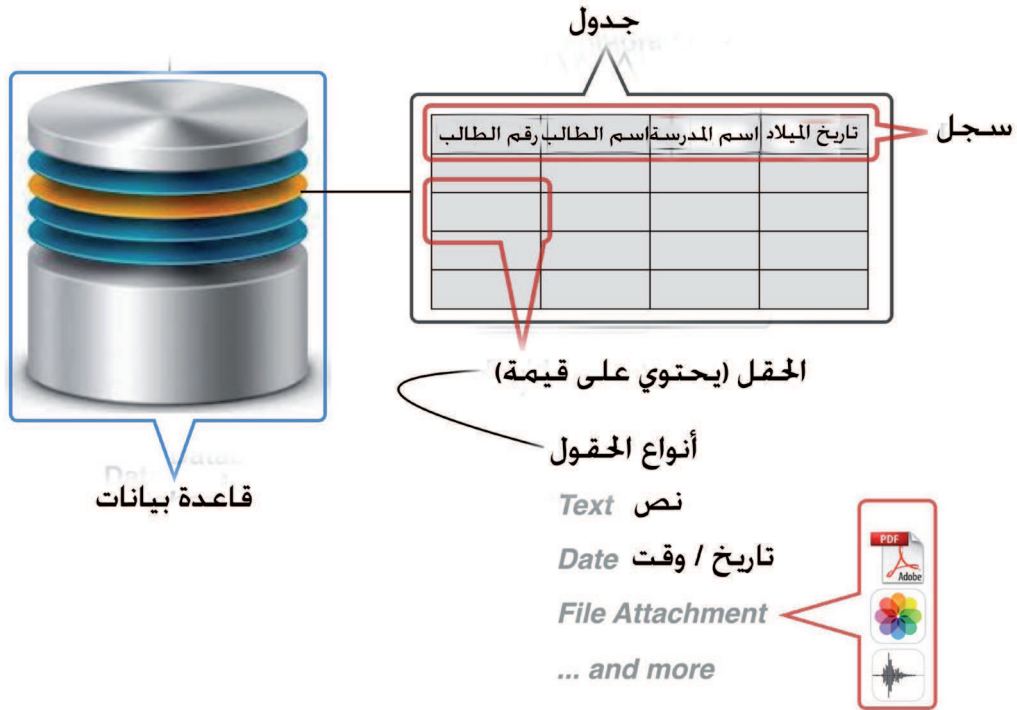 جدول
رقم الطالب اسم الطالب اسم المدرسة تاريخ الميلاد
سجل
الحقل (يحتوي على قيمة)
أنواع الحقول
قاعدة بيانات
Text نص
Date تاريخ / وقت
File Attachment
... and more
PDF
Adobe